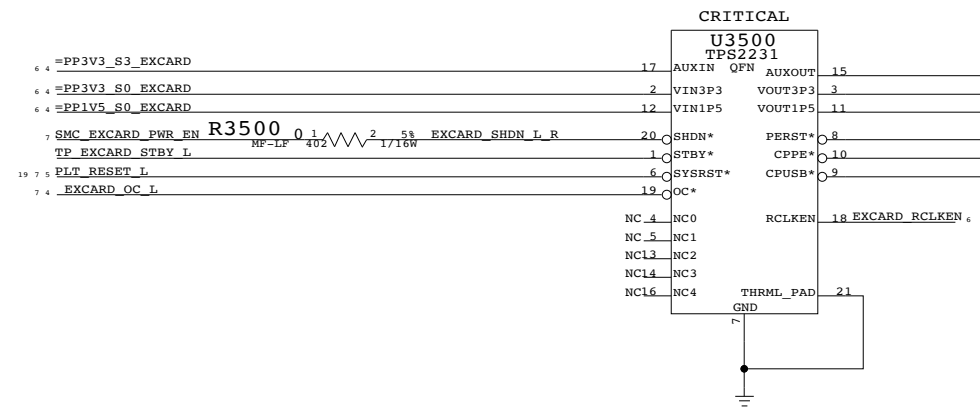 CRITICAL
U3500
TPS2231
QFN
6 4 =PP3V3_S3_EXCARD 17 AUXIN AUXOUT 15
6 4 =PP3V3_S0_EXCARD 2 VIN3P3 VOUT3P3 3
6 4 =PP1V5_S0_EXCARD 12 VIN1P5 VOUT1P5 11
7 SMC_EXCARD_PWR_EN R3500 0 1 2 5% EXCARD_SHDN_L_R 20 SHDN* PERST* 8
MF-LF 402 1/16W
TP_EXCARD_STBY_L 1 STBY* CPPE* 10
19 7 5 PLT_RESET_L 6 SYSRST* CPUSB* 9
7 4 EXCARD_OC_L 19 OC*
NC 4 NC0 RCLKEN 18 EXCARD_RCLKEN 6
NC 5 NC1
NC 13 NC2
NC 14 NC3
NC 16 NC4 THRML_PAD 21
GND
7